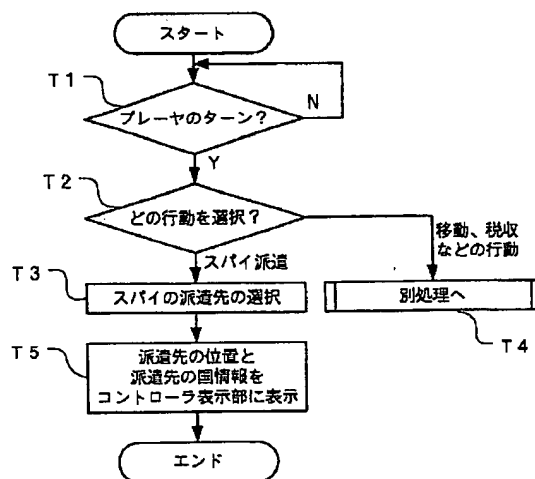 スタート
T1
プレーヤのターン?
N
Y
T2
どの行動を選択?
移動、税収
などの行動
スパイ派遣
T3
スパイの派遣先の選択
別処理へ
T4
T5
派遣先の位置と
派遣先の国情報を
コントローラ表示部に表示
エンド